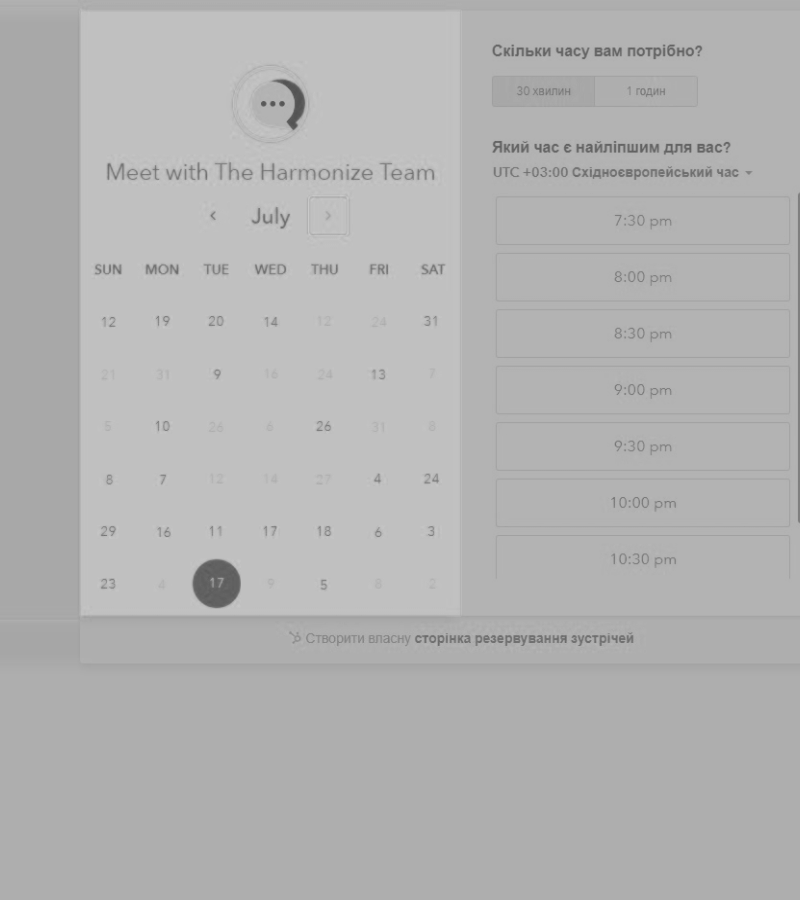 Meet with The Harmonize Team
July
SUN MON TUE WED THU FRI SAT
12 19 20 14 12 24 31
21 31 9 16 24 13 7
5 10 26 6 26 31 8
8 7 12 14 27 4 24
29 16 11 17 18 6 3
23 4 17 9 5 8 2
Скільки часу вам потрібно?
30 хвилин 1 годин
Який час є найліпшим для вас?
UTC +03:00 Східноєвропейський час
7:30 pm
8:00 pm
8:30 pm
9:00 pm
9:30 pm
10:00 pm
10:30 pm
Створити власну сторінка резервування зустрічей